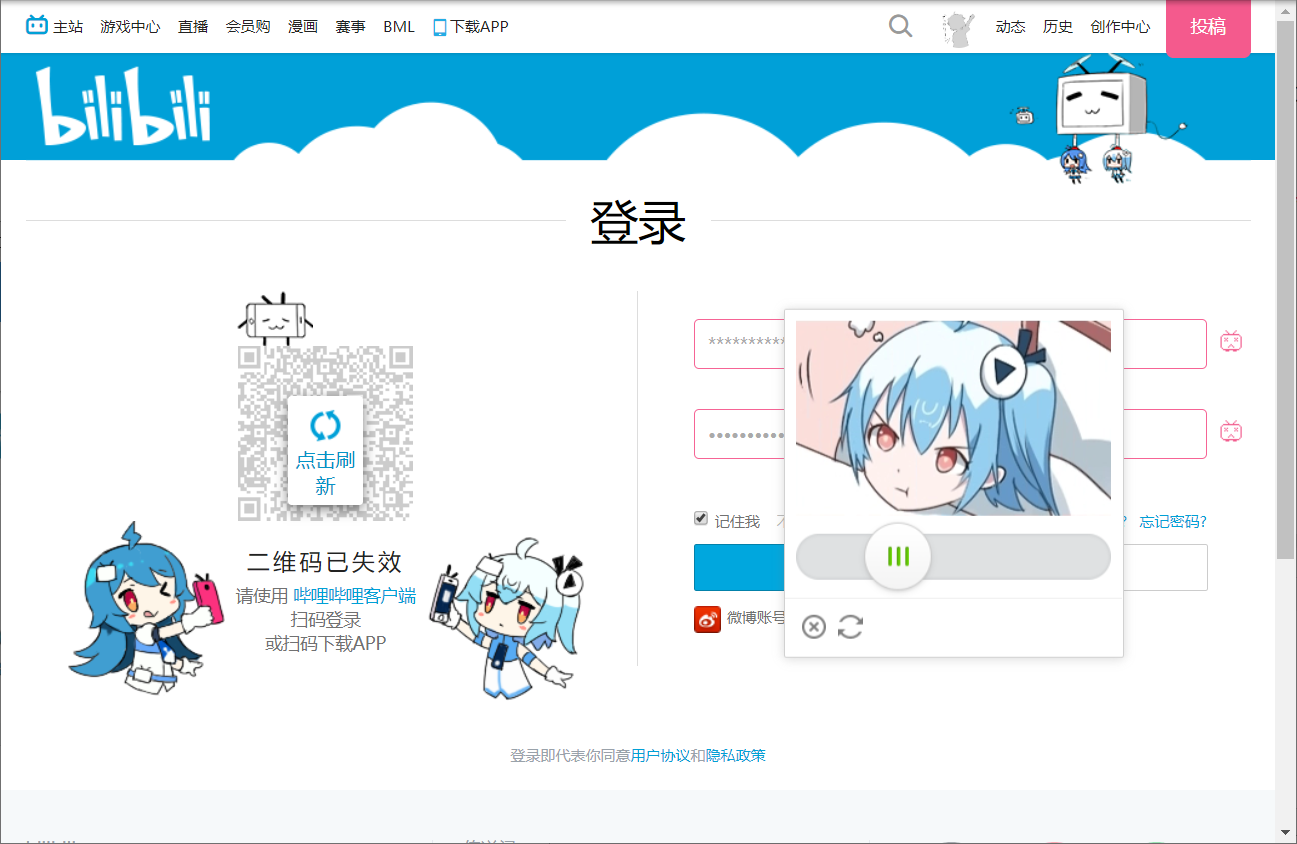 主站 游戏中心 直播 会员购 漫画 赛事 BML 下载APP 动态 历史 创作中心 投稿
bilibili
登录
***********
点击刷
新
二维码已失效
请使用 哔哩哔哩客户端
扫码登录
或扫码下载APP
记住我
忘记密码?
微博账号
登录即代表你同意用户协议和隐私政策